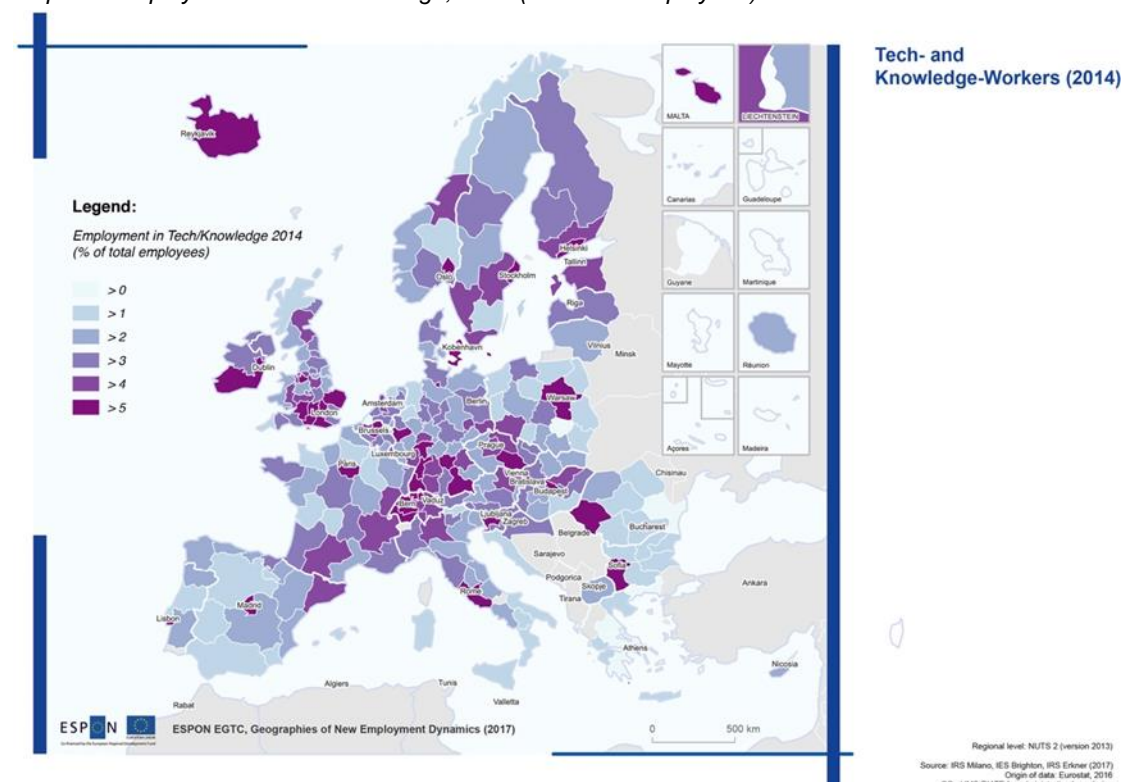 Tech- and
Knowledge-Workers (2014)
Reykjavik
MALTA
LIECHTENSTEIN
Canarias
Guadeloupe
Guyane
Martinique
Mayotte
Réunion
Açores
Madeira
Legend:
Employment in Tech/Knowledge 2014
(% of total employees)
> 0
> 1
> 2
> 3
> 4
> 5
Helsinki
Tallinn
Oslo
Stockholm
Riga
Kobenhavn
Vilnius
Minsk
Dublin
London
Amsterdam
Berlin
Warsaw
Brussels
Luxembourg
Prague
Paris
Vienna
Bratislava
Budapest
Chisinau
Bern
Vaduz
Ljubljana
Zagreb
Bucharest
Belgrade
Sarajevo
Podgorica
Sofia
Skopje
Tirana
Rome
Madrid
Lisbon
Ankara
Athens
Nicosia
Algiers
Tunis
Rabat
Valletta
ESPON
ESPON EGTC, Geographies of New Employment Dynamics (2017)
0 500 km
Regional level: NUTS 2 (version 2013)
Source: IRS Milano, IES Brighton, IRS Erkner (2017)
Origin of data: Eurostat, 2016